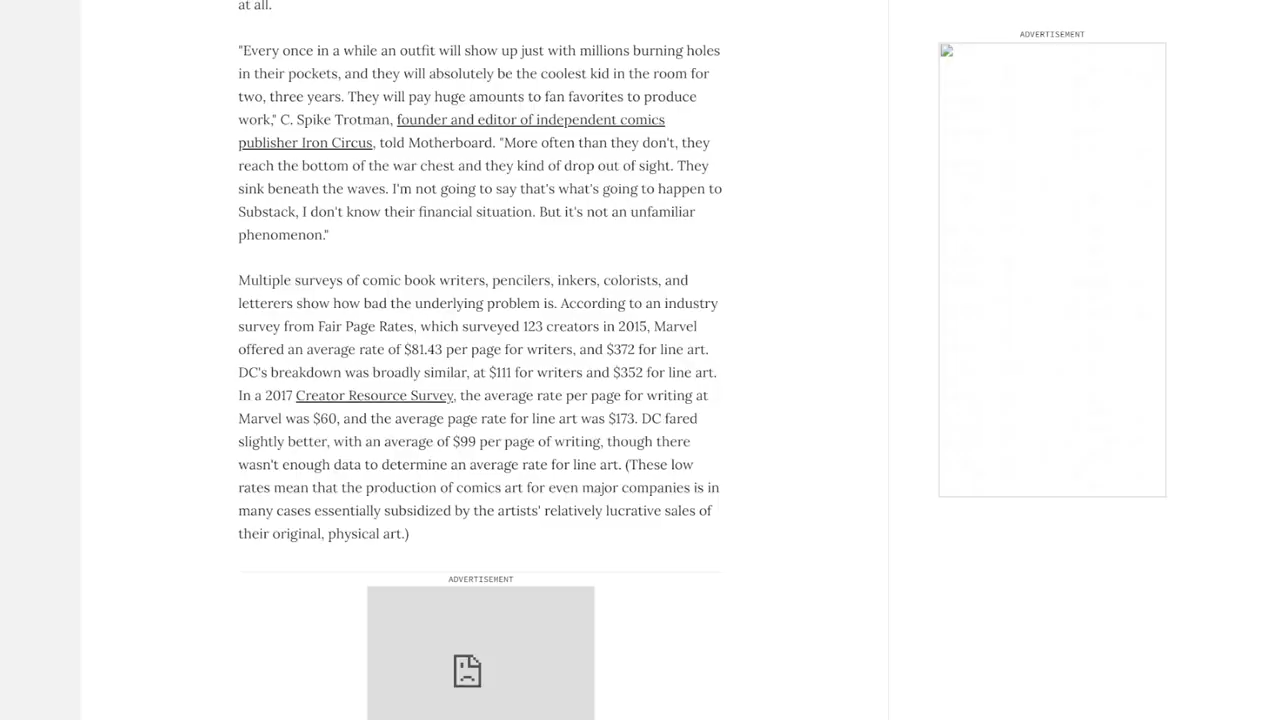 at all.
"Every once in a while an outfit will show up just with millions burning holes
in their pockets, and they will absolutely be the coolest kid in the room for
two, three years. They will pay huge amounts to fan favorites to produce
work," C. Spike Trotman, founder and editor of independent comics
publisher Iron Circus, told Motherboard. "More often than they don't, they
reach the bottom of the war chest and they kind of drop out of sight. They
sink beneath the waves. I'm not going to say that's what's going to happen to
Substack, I don't know their financial situation. But it's not an unfamiliar
phenomenon."
Multiple surveys of comic book writers, pencilers, inkers, colorists, and
letterers show how bad the underlying problem is. According to an industry
survey from Fair Page Rates, which surveyed 123 creators in 2015, Marvel
offered an average rate of $81.43 per page for writers, and $372 for line art.
DC's breakdown was broadly similar, at $111 for writers and $352 for line art.
In a 2017 Creator Resource Survey, the average rate per page for writing at
Marvel was $60, and the average page rate for line art was $173. DC fared
slightly better, with an average of $99 per page of writing, though there
wasn't enough data to determine an average rate for line art. (These low
rates mean that the production of comics art for even major companies is in
many cases essentially subsidized by the artists' relatively lucrative sales of
their original, physical art.)
ADVERTISEMENT
ADVERTISEMENT